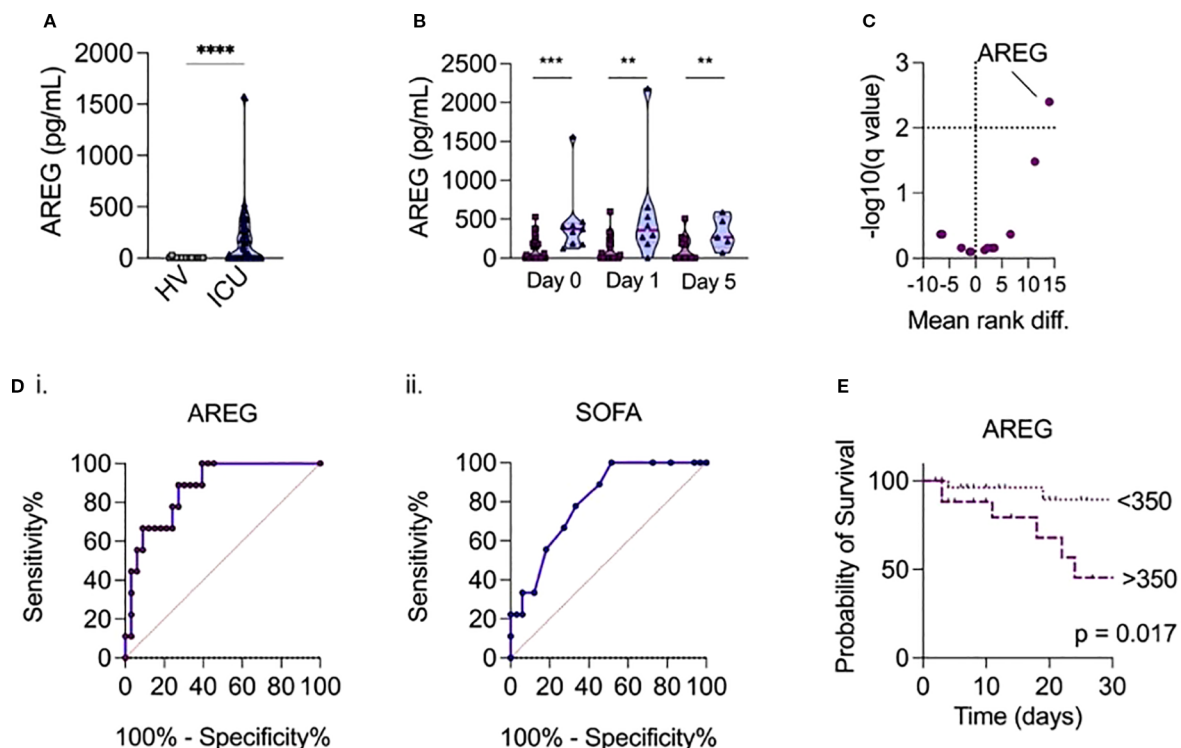 A
AREG (pg/mL)
2000
1500
1000
500
0
****
HV
ICU
B
AREG (pg/mL)
2500
2000
1500
1000
500
0
***
**
**
Day 0
Day 1
Day 5
C
AREG
-log10(q value)
3
2
1
0
-10 -5 0 5 10 15
Mean rank diff.
D i.
AREG
Sensitivity%
100
80
60
40
20
0
0 20 40 60 80 100
100% - Specificity%
ii.
SOFA
Sensitivity%
100
80
60
40
20
0
0 20 40 60 80 100
100% - Specificity%
E
AREG
Probability of Survival
100
50
0
<350
>350
p = 0.017
0 10 20 30
Time (days)